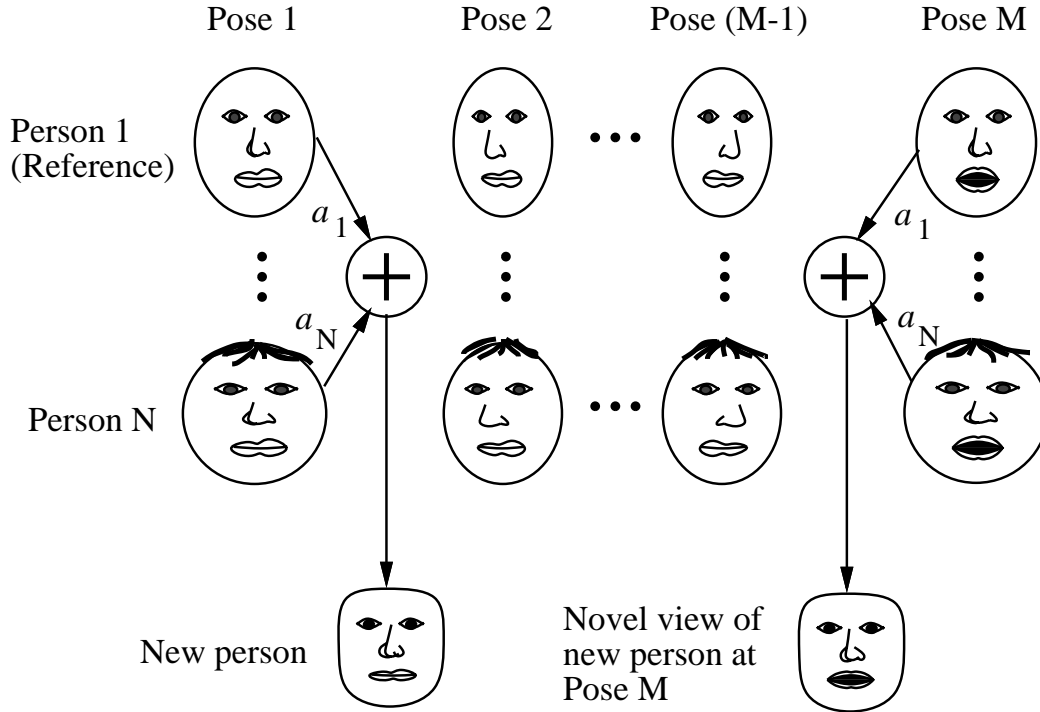 Pose 1 Pose 2 Pose (M-1) Pose M
Person 1
(Reference)
a1 a1
aN aN
Person N
New person
Novel view of
new person at
Pose M